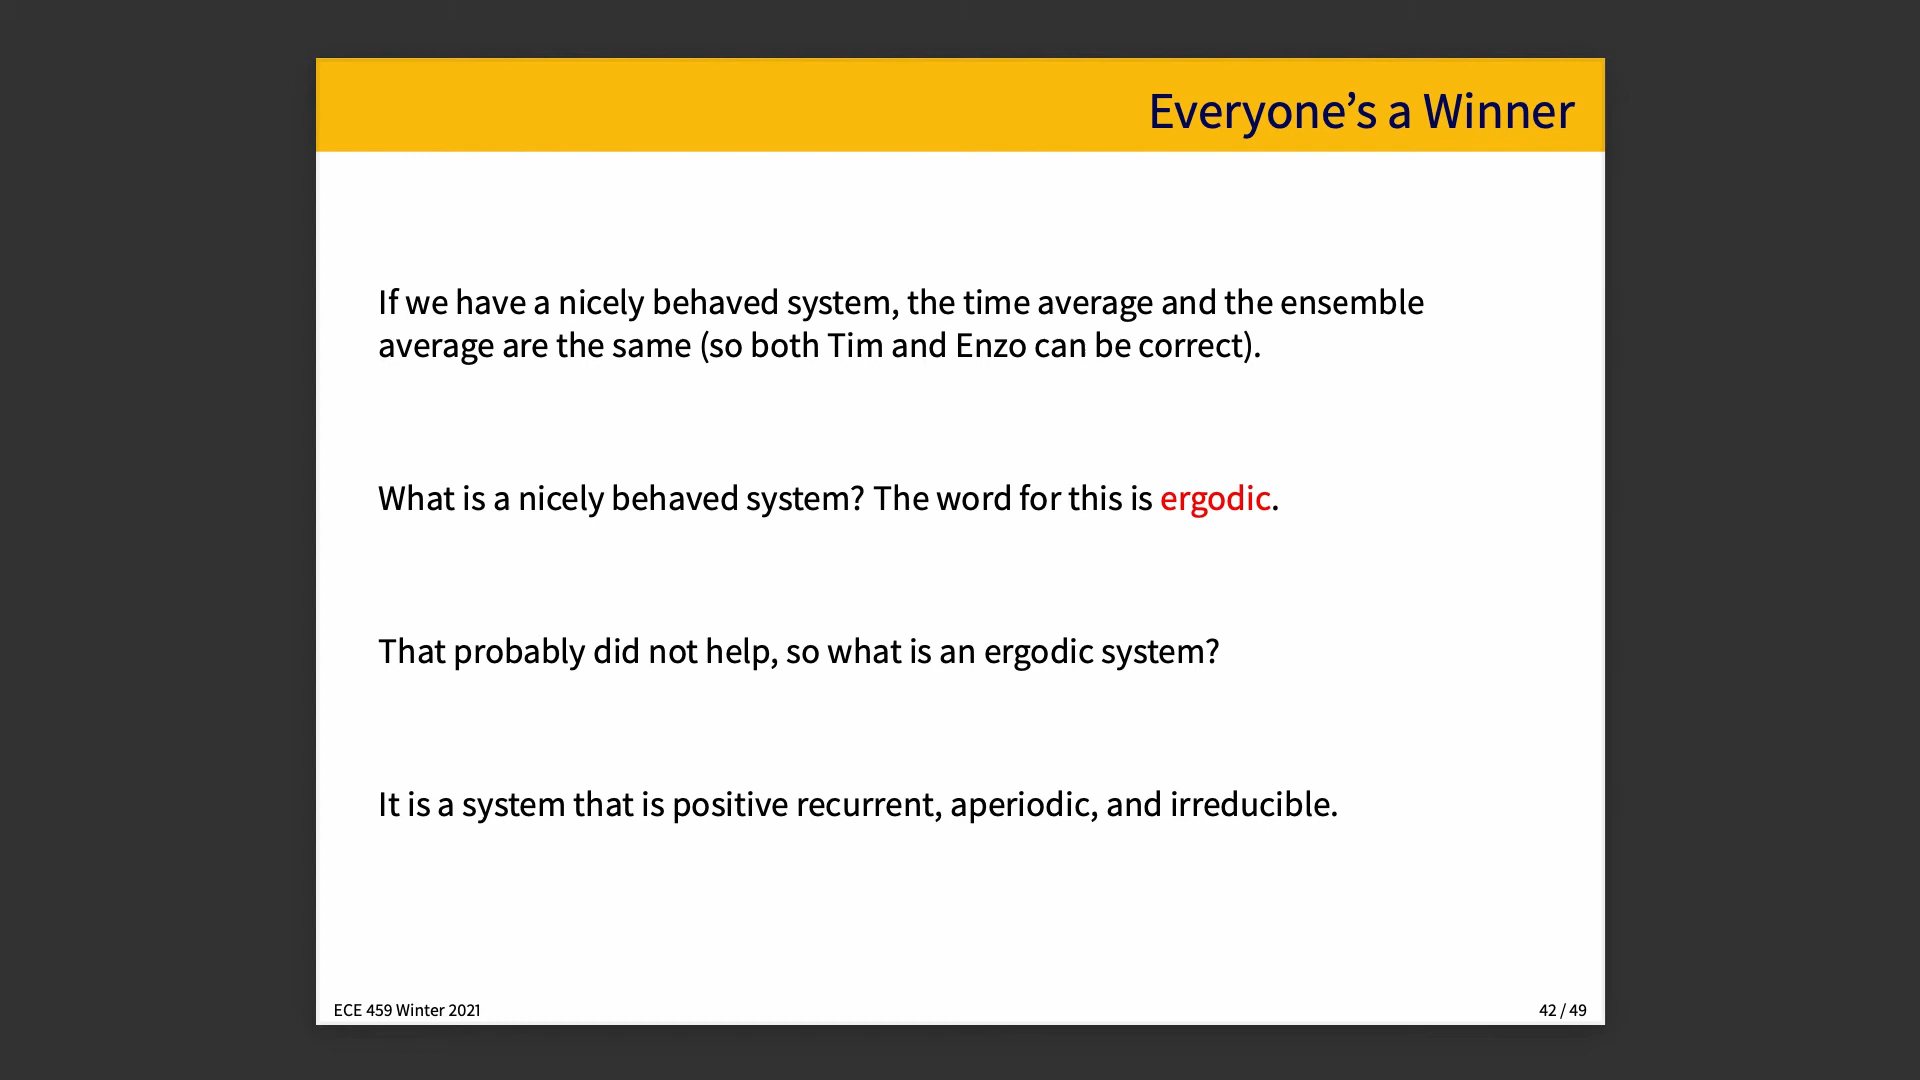 Everyone’s a Winner
If we have a nicely behaved system, the time average and the ensemble
average are the same (so both Tim and Enzo can be correct).
What is a nicely behaved system? The word for this is ergodic.
That probably did not help, so what is an ergodic system?
It is a system that is positive recurrent, aperiodic, and irreducible.
ECE 459 Winter 2021
42 / 49